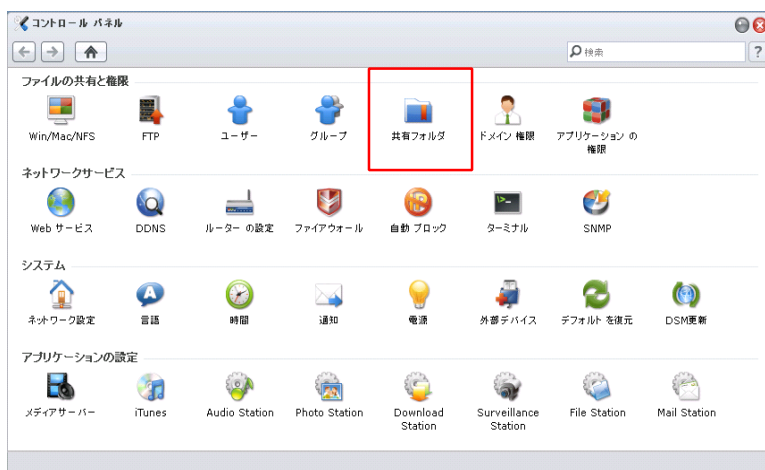 コントロール パネル
検索
?
ファイルの共有と権限
Win/Mac/NFS
FTP
ユーザー
グループ
共有フォルダ
ドメイン 権限
アプリケーション の
権限
ネットワークサービス
Web サービス
DDNS
ルーター の設定
ファイアウォール
自動 ブロック
ターミナル
SNMP
システム
ネットワーク設定
言語
時間
通知
電源
外部デバイス
デフォルト を復元
DSM更新
アプリケーションの設定
メディアサーバー
iTunes
Audio Station
Photo Station
Download
Station
Surveillance
Station
File Station
Mail Station